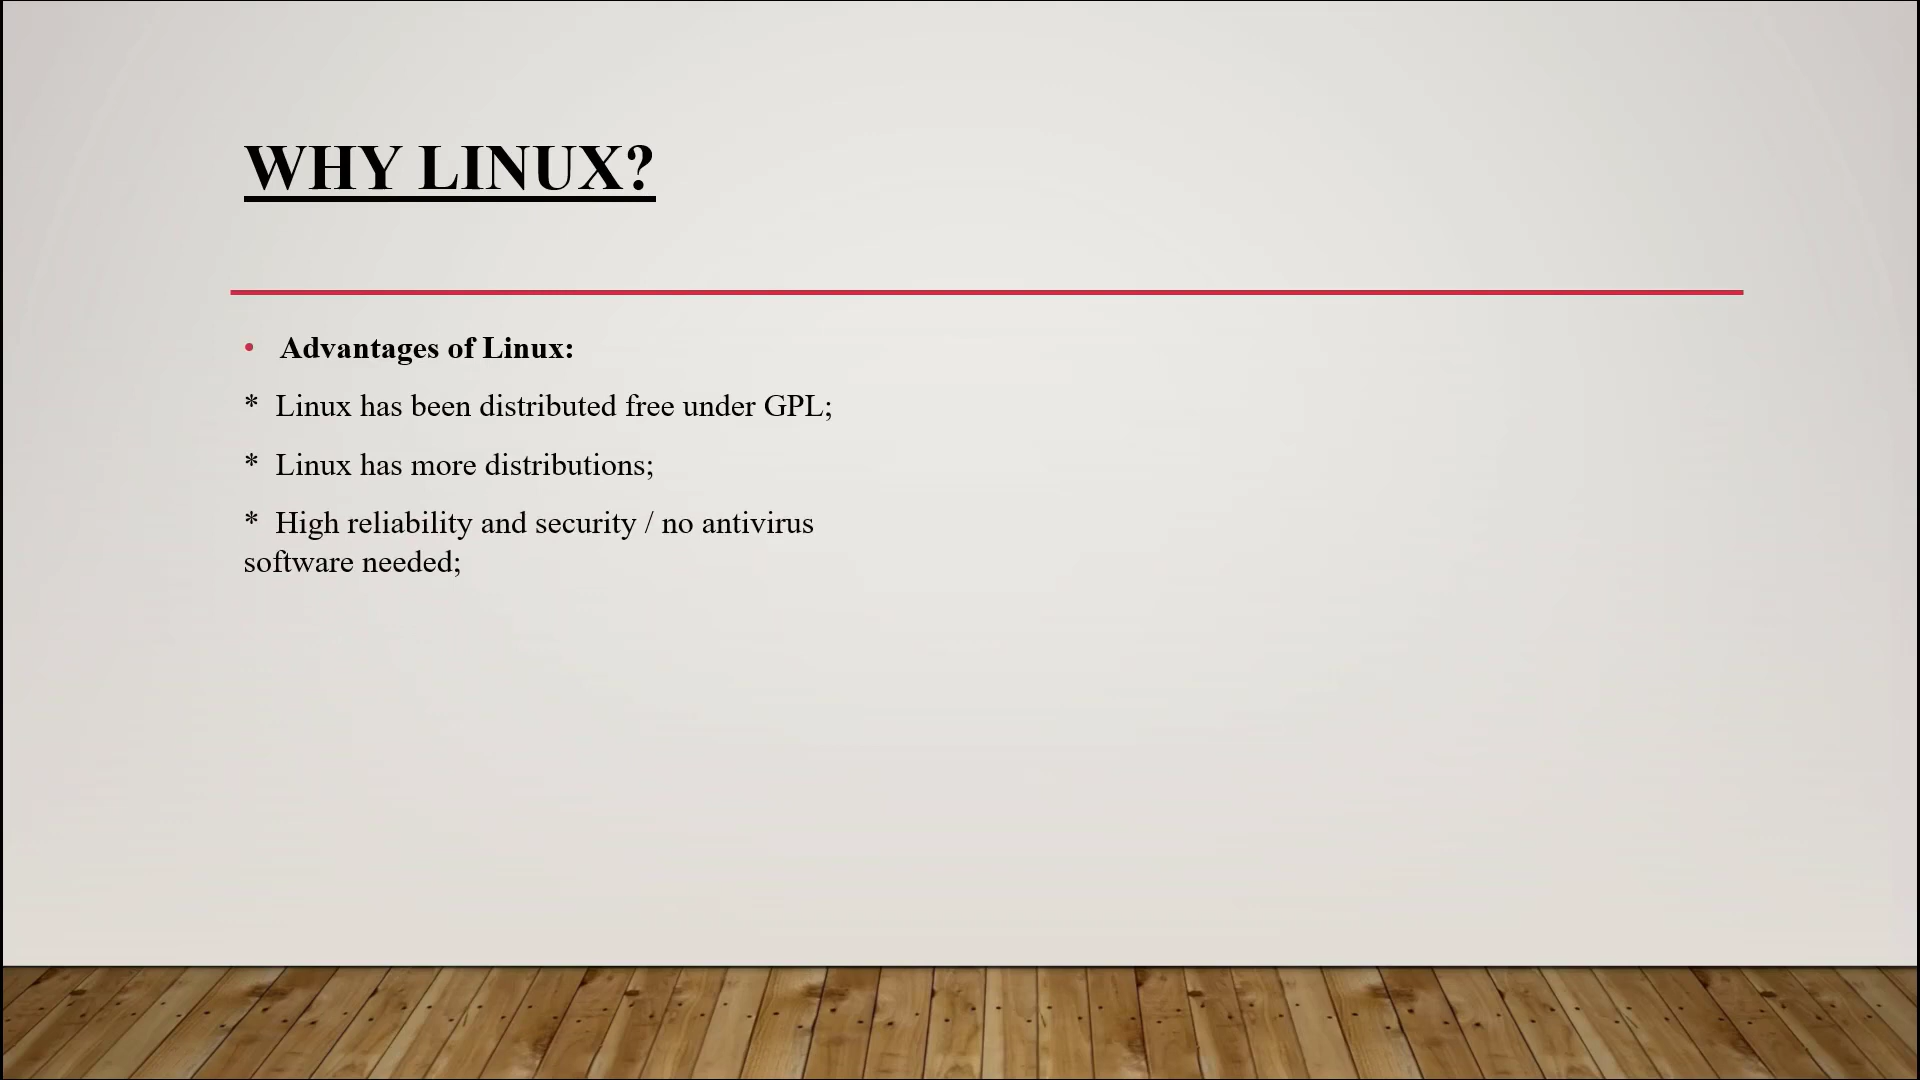 WHY LINUX?
• Advantages of Linux:
* Linux has been distributed free under GPL;
* Linux has more distributions;
* High reliability and security / no antivirus
software needed;